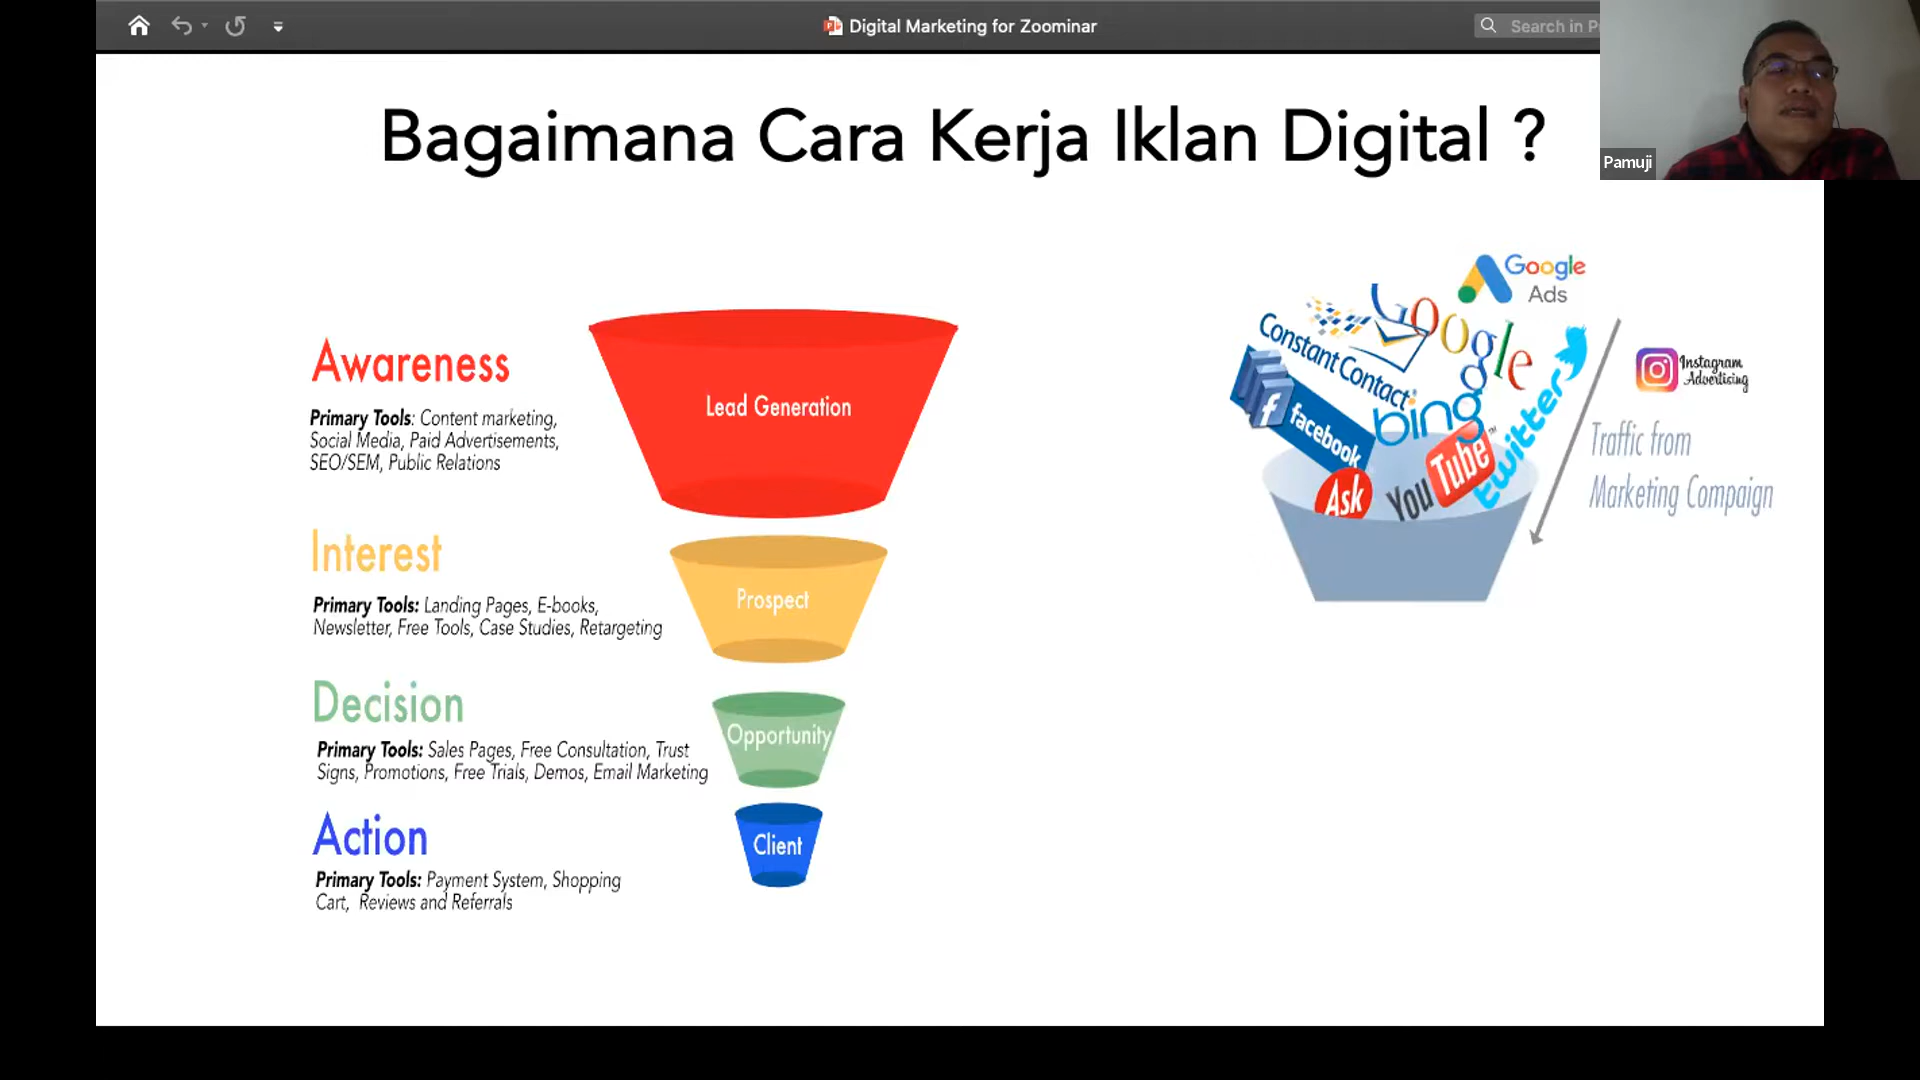 Digital Marketing for Zoominar
Search in P
Pamuji
Bagaimana Cara Kerja Iklan Digital ?
Awareness
Primary Tools: Content marketing,
Social Media, Paid Advertisements,
SEO/SEM, Public Relations
Lead Generation
Interest
Primary Tools: Landing Pages, E-books,
Newsletter, Free Tools, Case Studies, Retargeting
Prospect
Decision
Primary Tools: Sales Pages, Free Consultation, Trust
Signs, Promotions, Free Trials, Demos, Email Marketing
Opportunity
Action
Primary Tools: Payment System, Shopping
Cart, Reviews and Referrals
Client
Google
Ads
Google
Constant Contact
facebook
bing
twitter
Ask
YouTube
Instagram
Advertising
Traffic from
Marketing Compaign